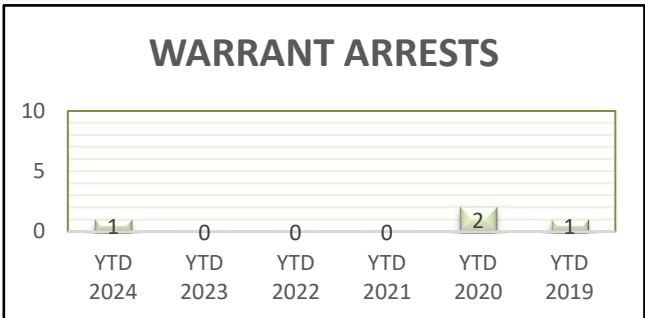 WARRANT ARRESTS
10
5
0
1 0 0 0 2 1
YTD YTD YTD YTD YTD YTD
2024 2023 2022 2021 2020 2019